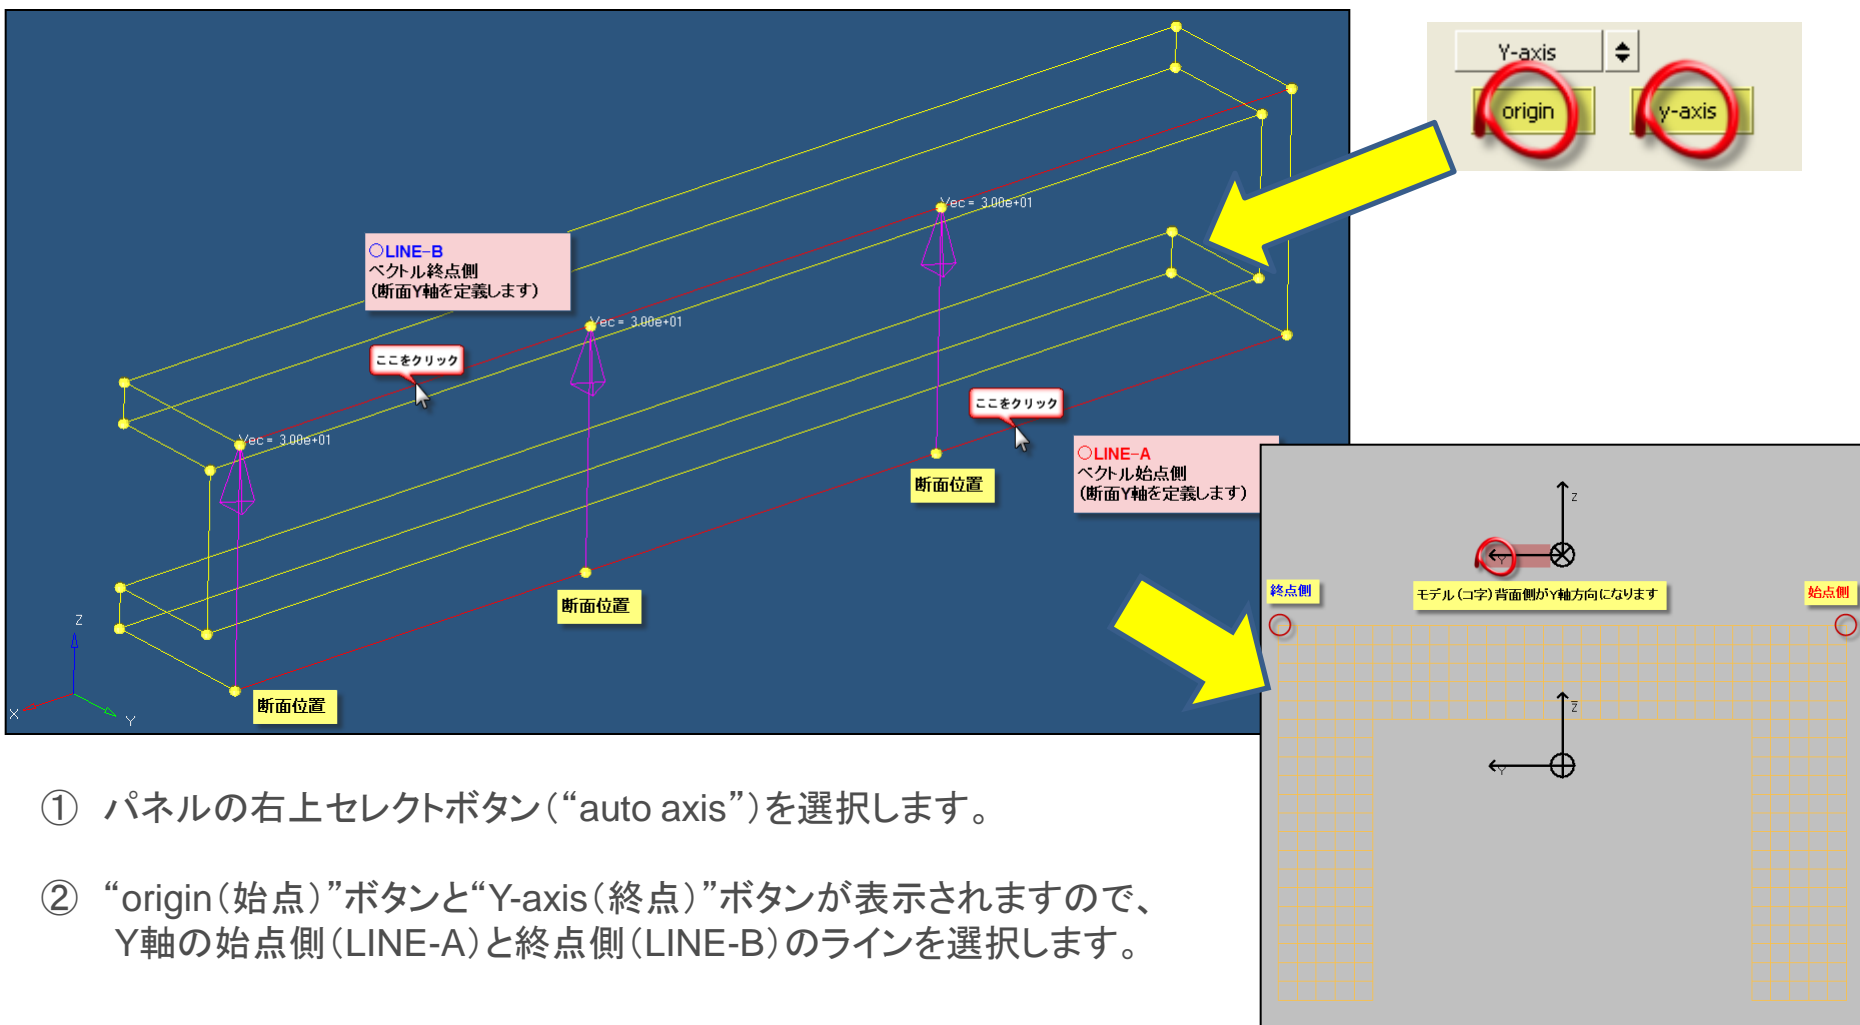 Y-axis
origin
y-axis
Vec = 3.00e+01
○LINE-B
ベクトル終点側
(断面Y軸を定義します)
Vec = 3.00e+01
ここをクリック
ここをクリック
Vec = 3.00e+01
○LINE-A
ベクトル始点側
(断面Y軸を定義します)
断面位置
断面位置
断面位置
Z
X
Y
Z
Y
終点側
モデル(コ字)背面側がY軸方向になります
始点側
Z
Y
① パネルの右上セレクトボタン(“auto axis”)を選択します。
② “origin(始点)”ボタンと“Y-axis(終点)”ボタンが表示されますので、
Y軸の始点側(LINE-A)と終点側(LINE-B)のラインを選択します。